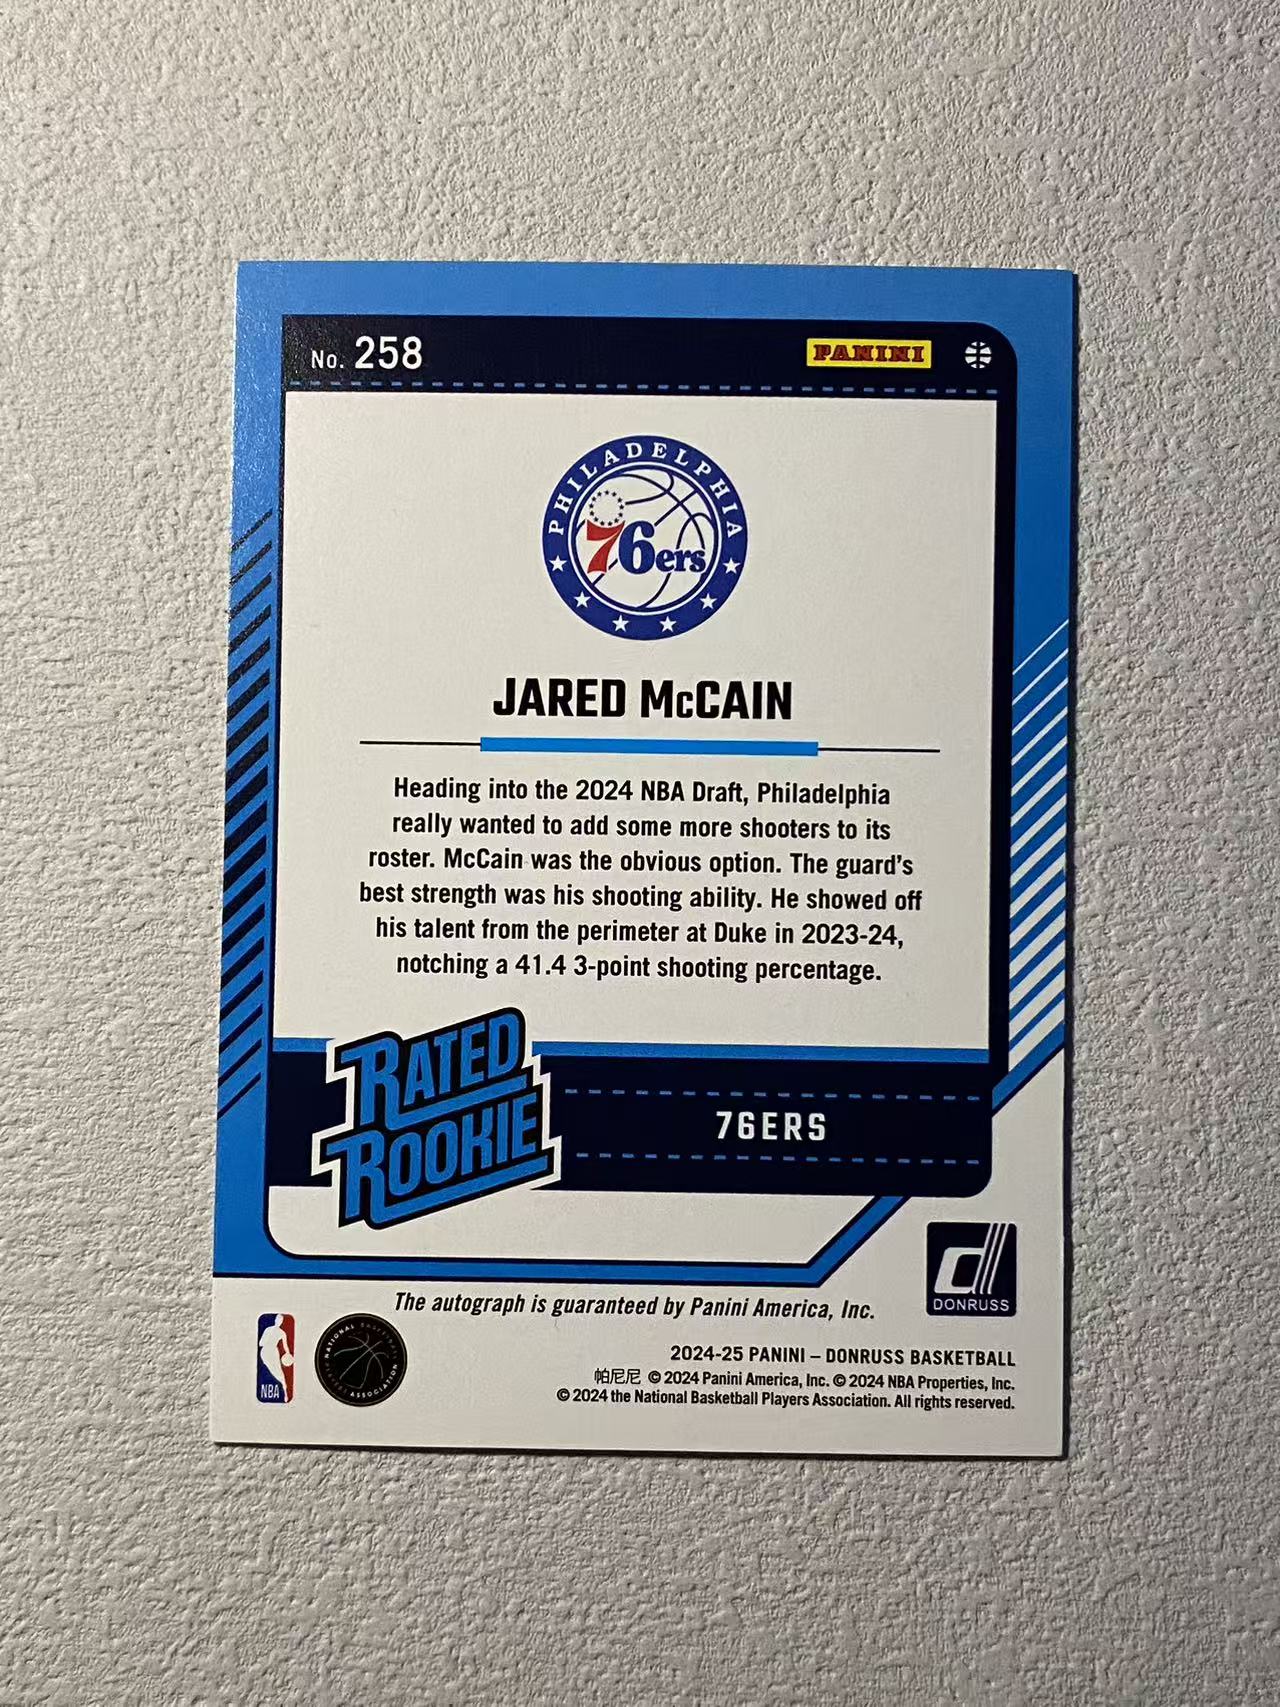 No. 258
PANINI
PHILADELPHIA
76ers
JARED McCAIN
Heading into the 2024 NBA Draft, Philadelphia
really wanted to add some more shooters to its
roster. McCain was the obvious option. The guard's
best strength was his shooting ability. He showed off
his talent from the perimeter at Duke in 2023-24,
notching a 41.4 3-point shooting percentage.
RATED
ROOKIE
76ERS
d
DONRUSS
The autograph is guaranteed by Panini America, Inc.
NBA
NATIONAL BASKETBALL PLAYERS ASSOCIATION
2024-25 PANINI – DONRUSS BASKETBALL
帕尼尼 © 2024 Panini America, Inc. © 2024 NBA Properties, Inc.
© 2024 the National Basketball Players Association. All rights reserved.